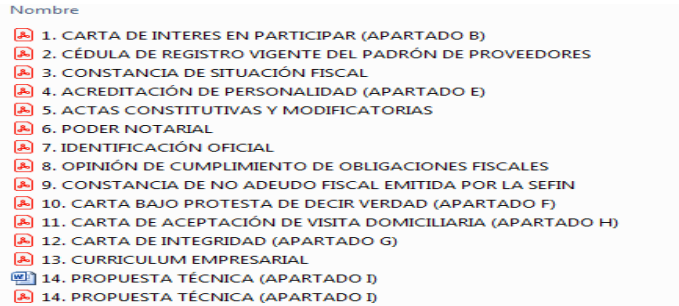 Nombre
1. CARTA DE INTERES EN PARTICIPAR (APARTADO B)
2. CÉDULA DE REGISTRO VIGENTE DEL PADRÓN DE PROVEEDORES
3. CONSTANCIA DE SITUACIÓN FISCAL
4. ACREDITACIÓN DE PERSONALIDAD (APARTADO E)
5. ACTAS CONSTITUTIVAS Y MODIFICATORIAS
6. PODER NOTARIAL
7. IDENTIFICACIÓN OFICIAL
8. OPINIÓN DE CUMPLIMIENTO DE OBLIGACIONES FISCALES
9. CONSTANCIA DE NO ADEUDO FISCAL EMITIDA POR LA SEFIN
10. CARTA BAJO PROTESTA DE DECIR VERDAD (APARTADO F)
11. CARTA DE ACEPTACIÓN DE VISITA DOMICILIARIA (APARTADO H)
12. CARTA DE INTEGRIDAD (APARTADO G)
13. CURRICULUM EMPRESARIAL
14. PROPUESTA TÉCNICA (APARTADO I)
14. PROPUESTA TÉCNICA (APARTADO I)